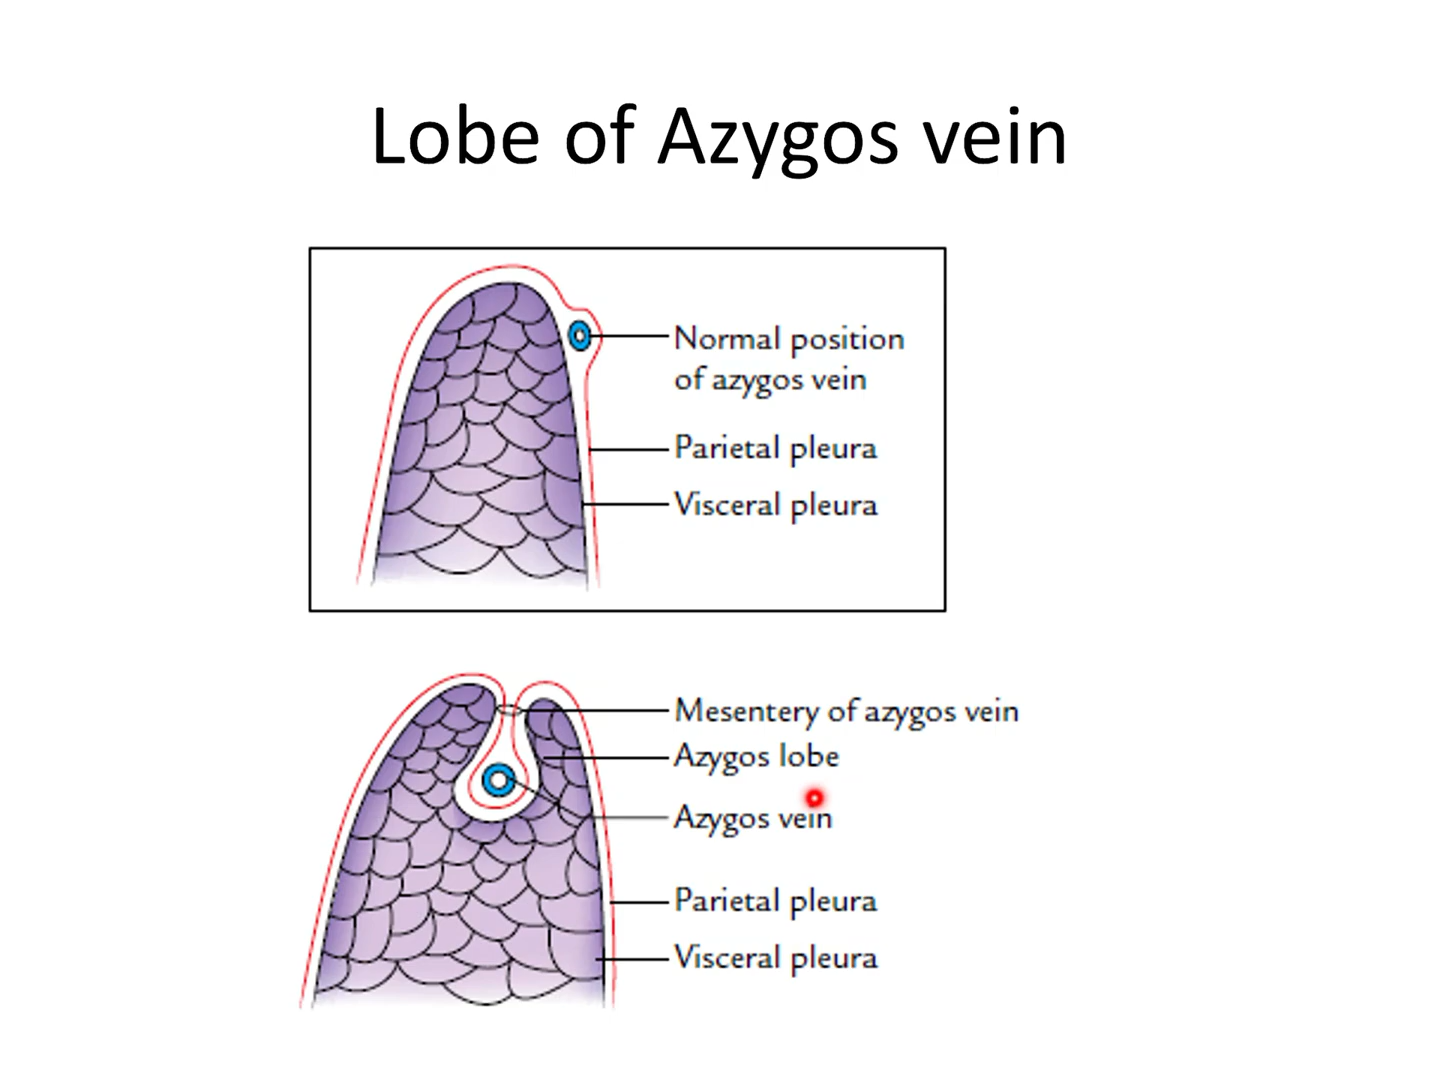 Lobe of Azygos vein
Normal position
of azygos vein
Parietal pleura
Visceral pleura
Mesentery of azygos vein
Azygos lobe
Azygos vein
Parietal pleura
Visceral pleura